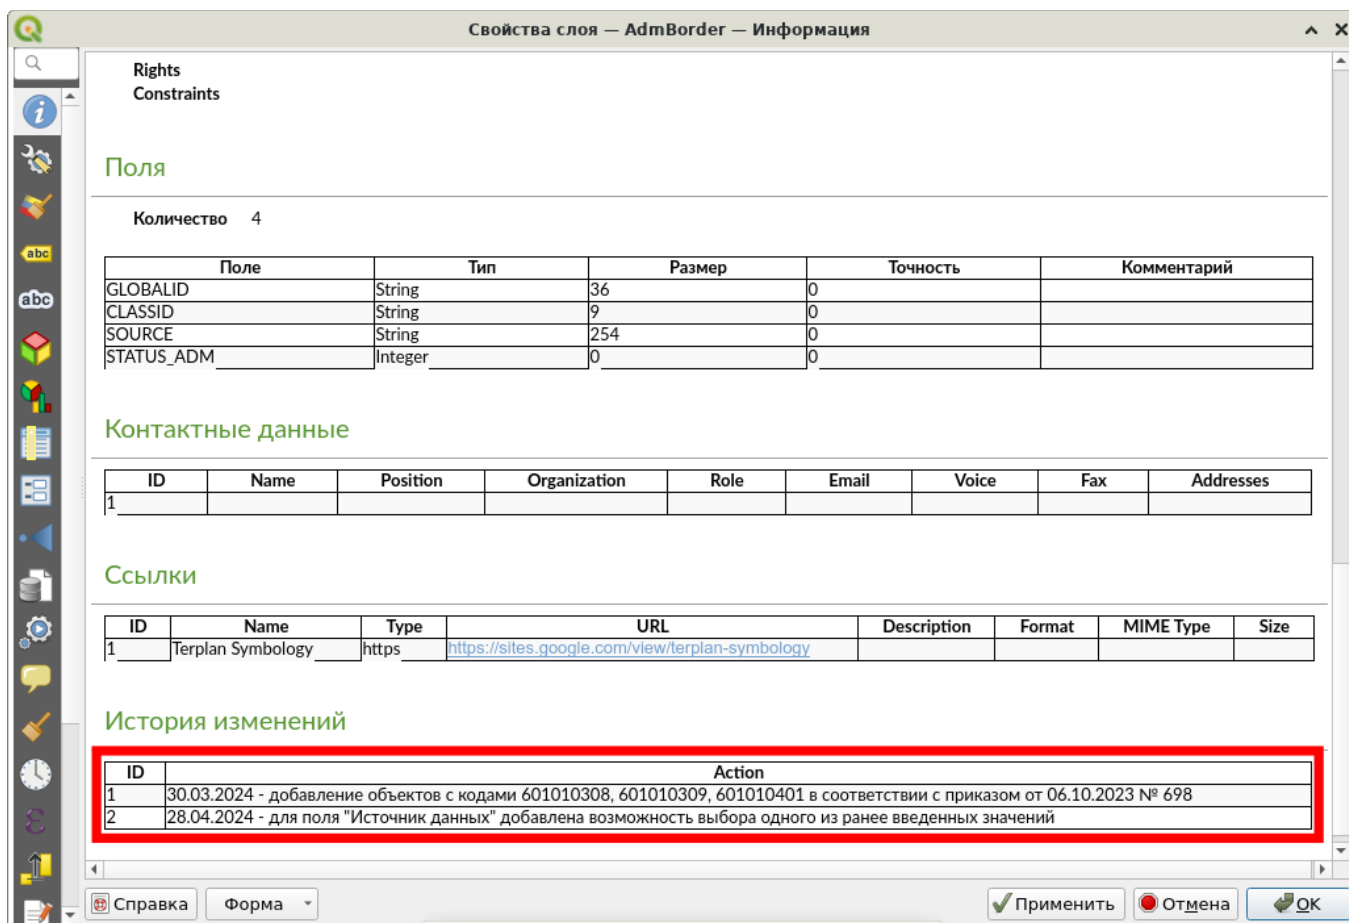 Свойства слоя — AdmBorder — Информация
Rights
Constraints
Поля
Количество 4
Поле Тип Размер Точность Комментарий
GLOBALID String 36 0
CLASSID String 9 0
SOURCE String 254 0
STATUS_ADM Integer 0 0
Контактные данные
ID Name Position Organization Role Email Voice Fax Addresses
1
Ссылки
ID Name Type URL Description Format MIME Type Size
1 Terplan Symbology https https://sites.google.com/view/terplan-symbology
История изменений
ID Action
1 30.03.2024 - добавление объектов с кодами 601010308, 601010309, 601010401 в соответствии с приказом от 06.10.2023 № 698
2 28.04.2024 - для поля "Источник данных" добавлена возможность выбора одного из ранее введенных значений
abc
abc
Справка Форма Применить Отмена OK